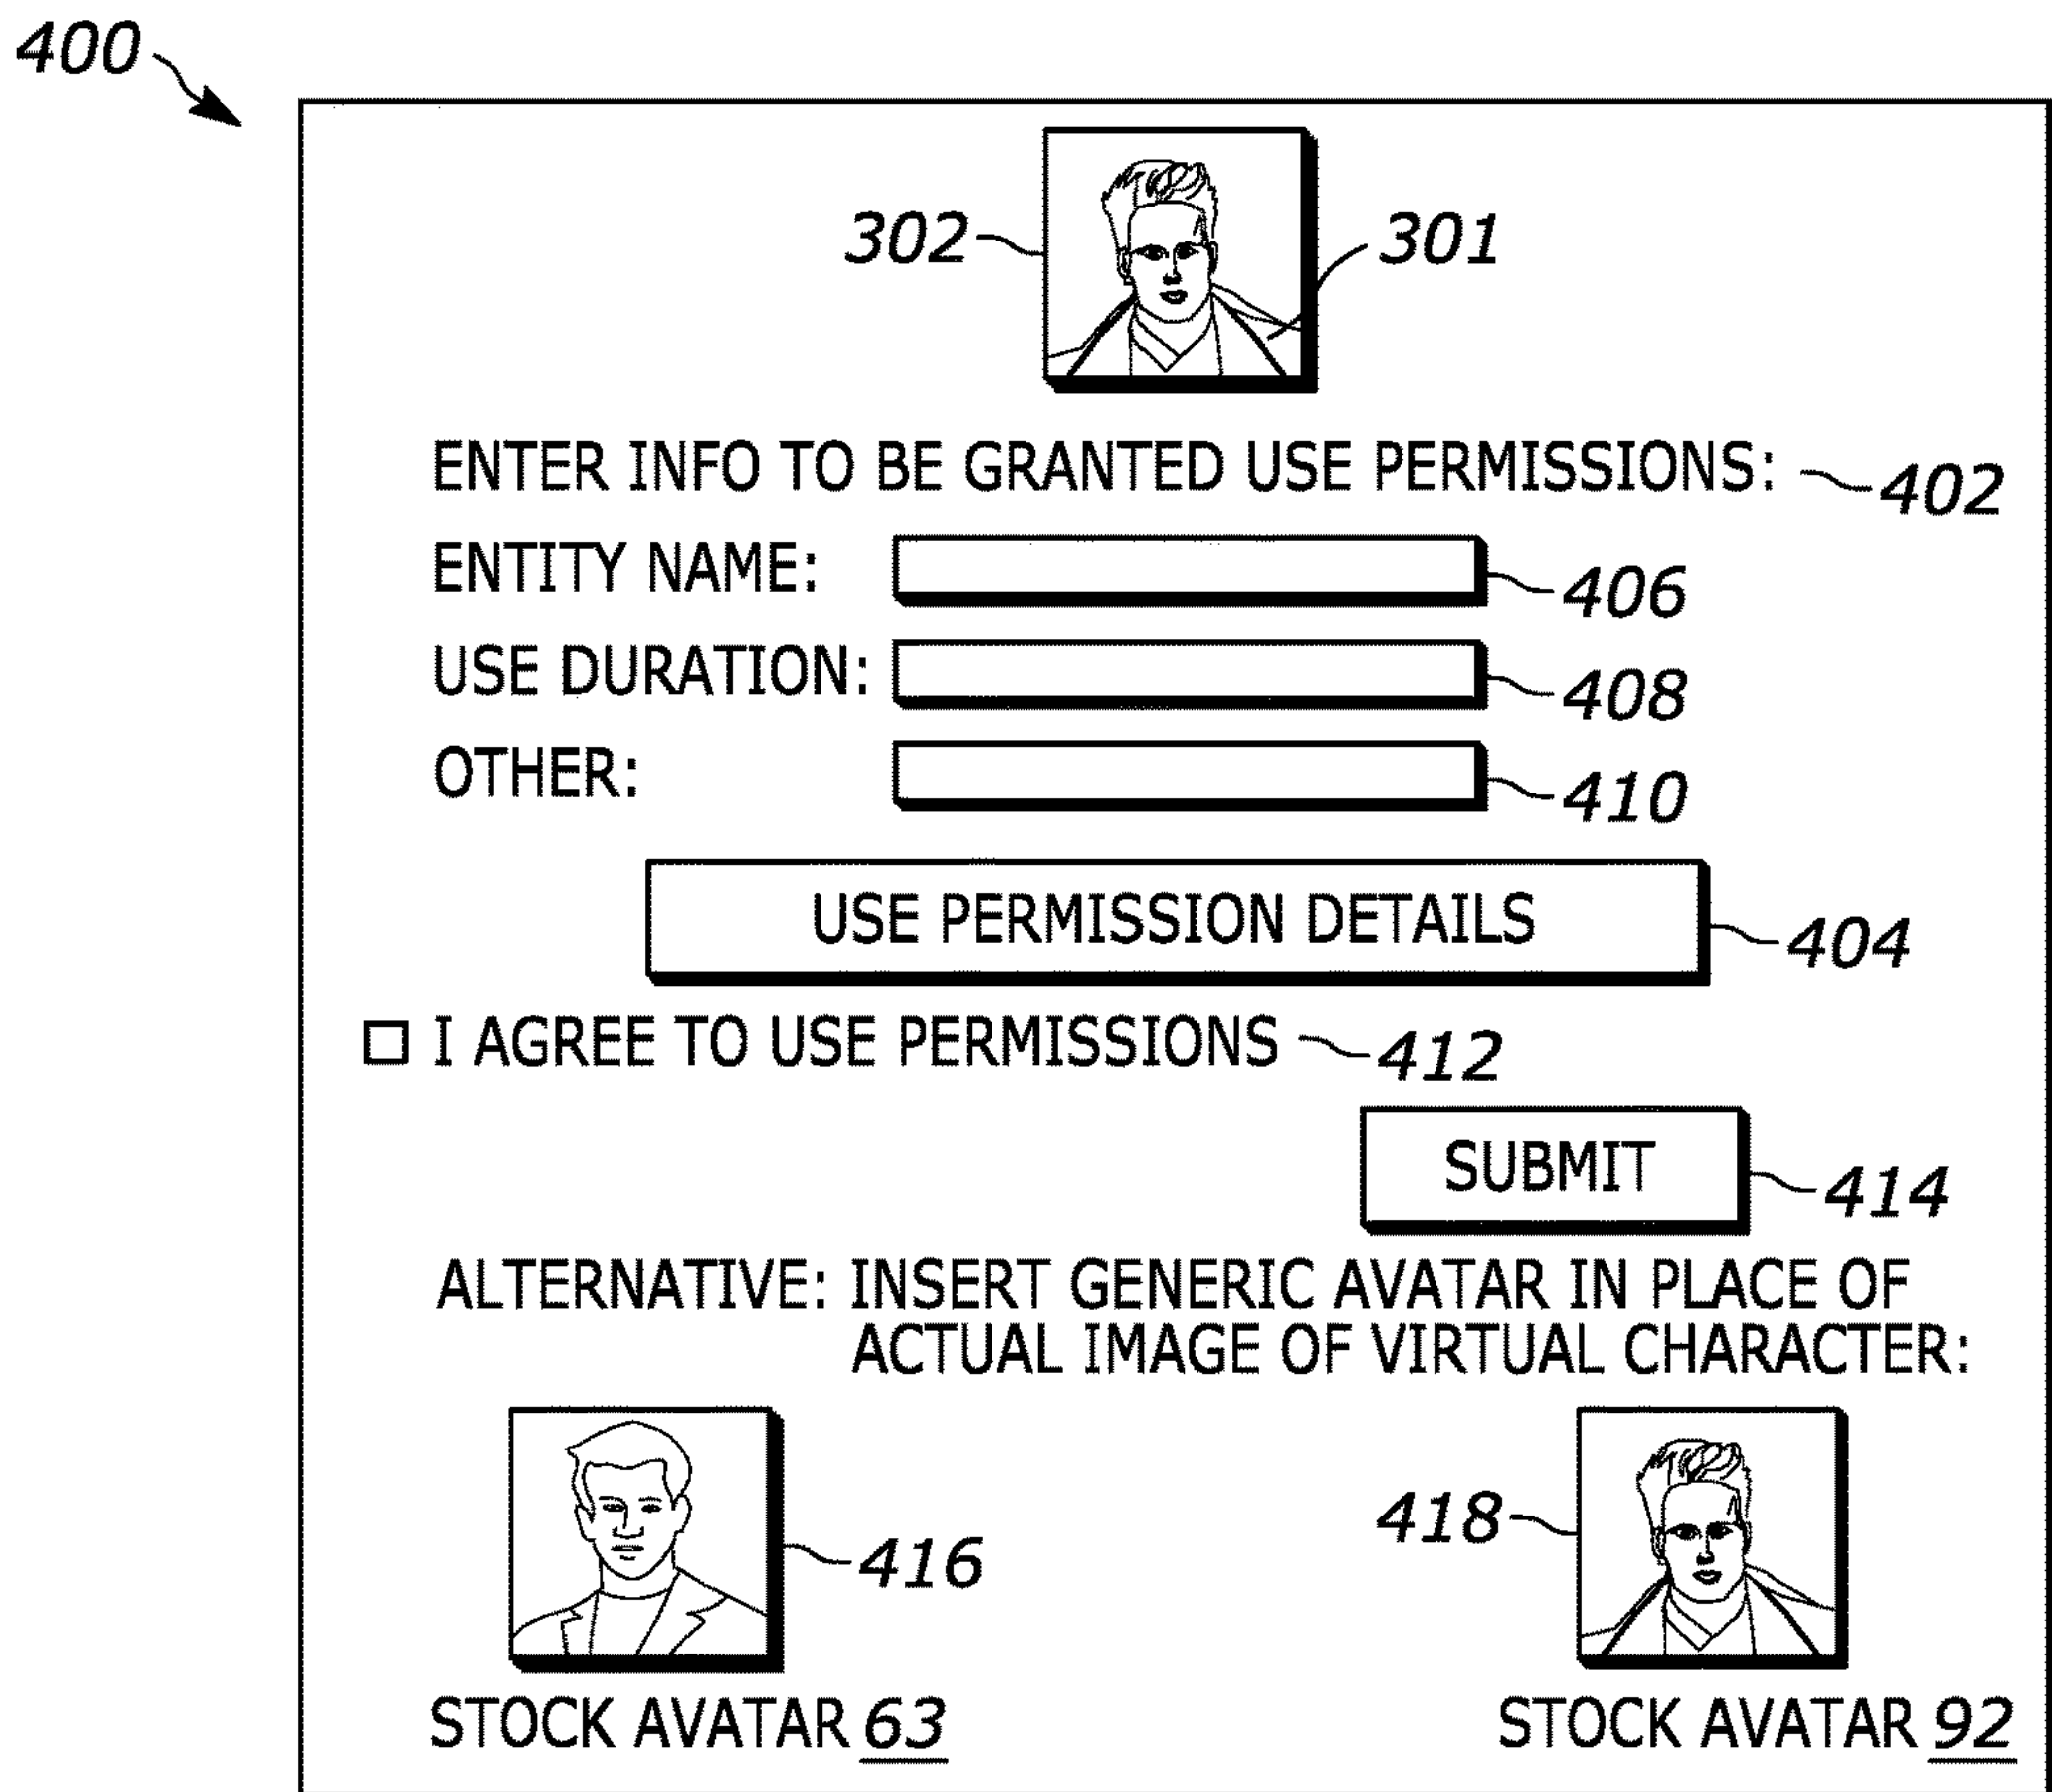 400
302 301
ENTER INFO TO BE GRANTED USE PERMISSIONS: 402
ENTITY NAME: 406
USE DURATION: 408
OTHER: 410
USE PERMISSION DETAILS 404
I AGREE TO USE PERMISSIONS 412
SUBMIT 414
ALTERNATIVE: INSERT GENERIC AVATAR IN PLACE OF
ACTUAL IMAGE OF VIRTUAL CHARACTER:
416 418
STOCK AVATAR 63 STOCK AVATAR 92